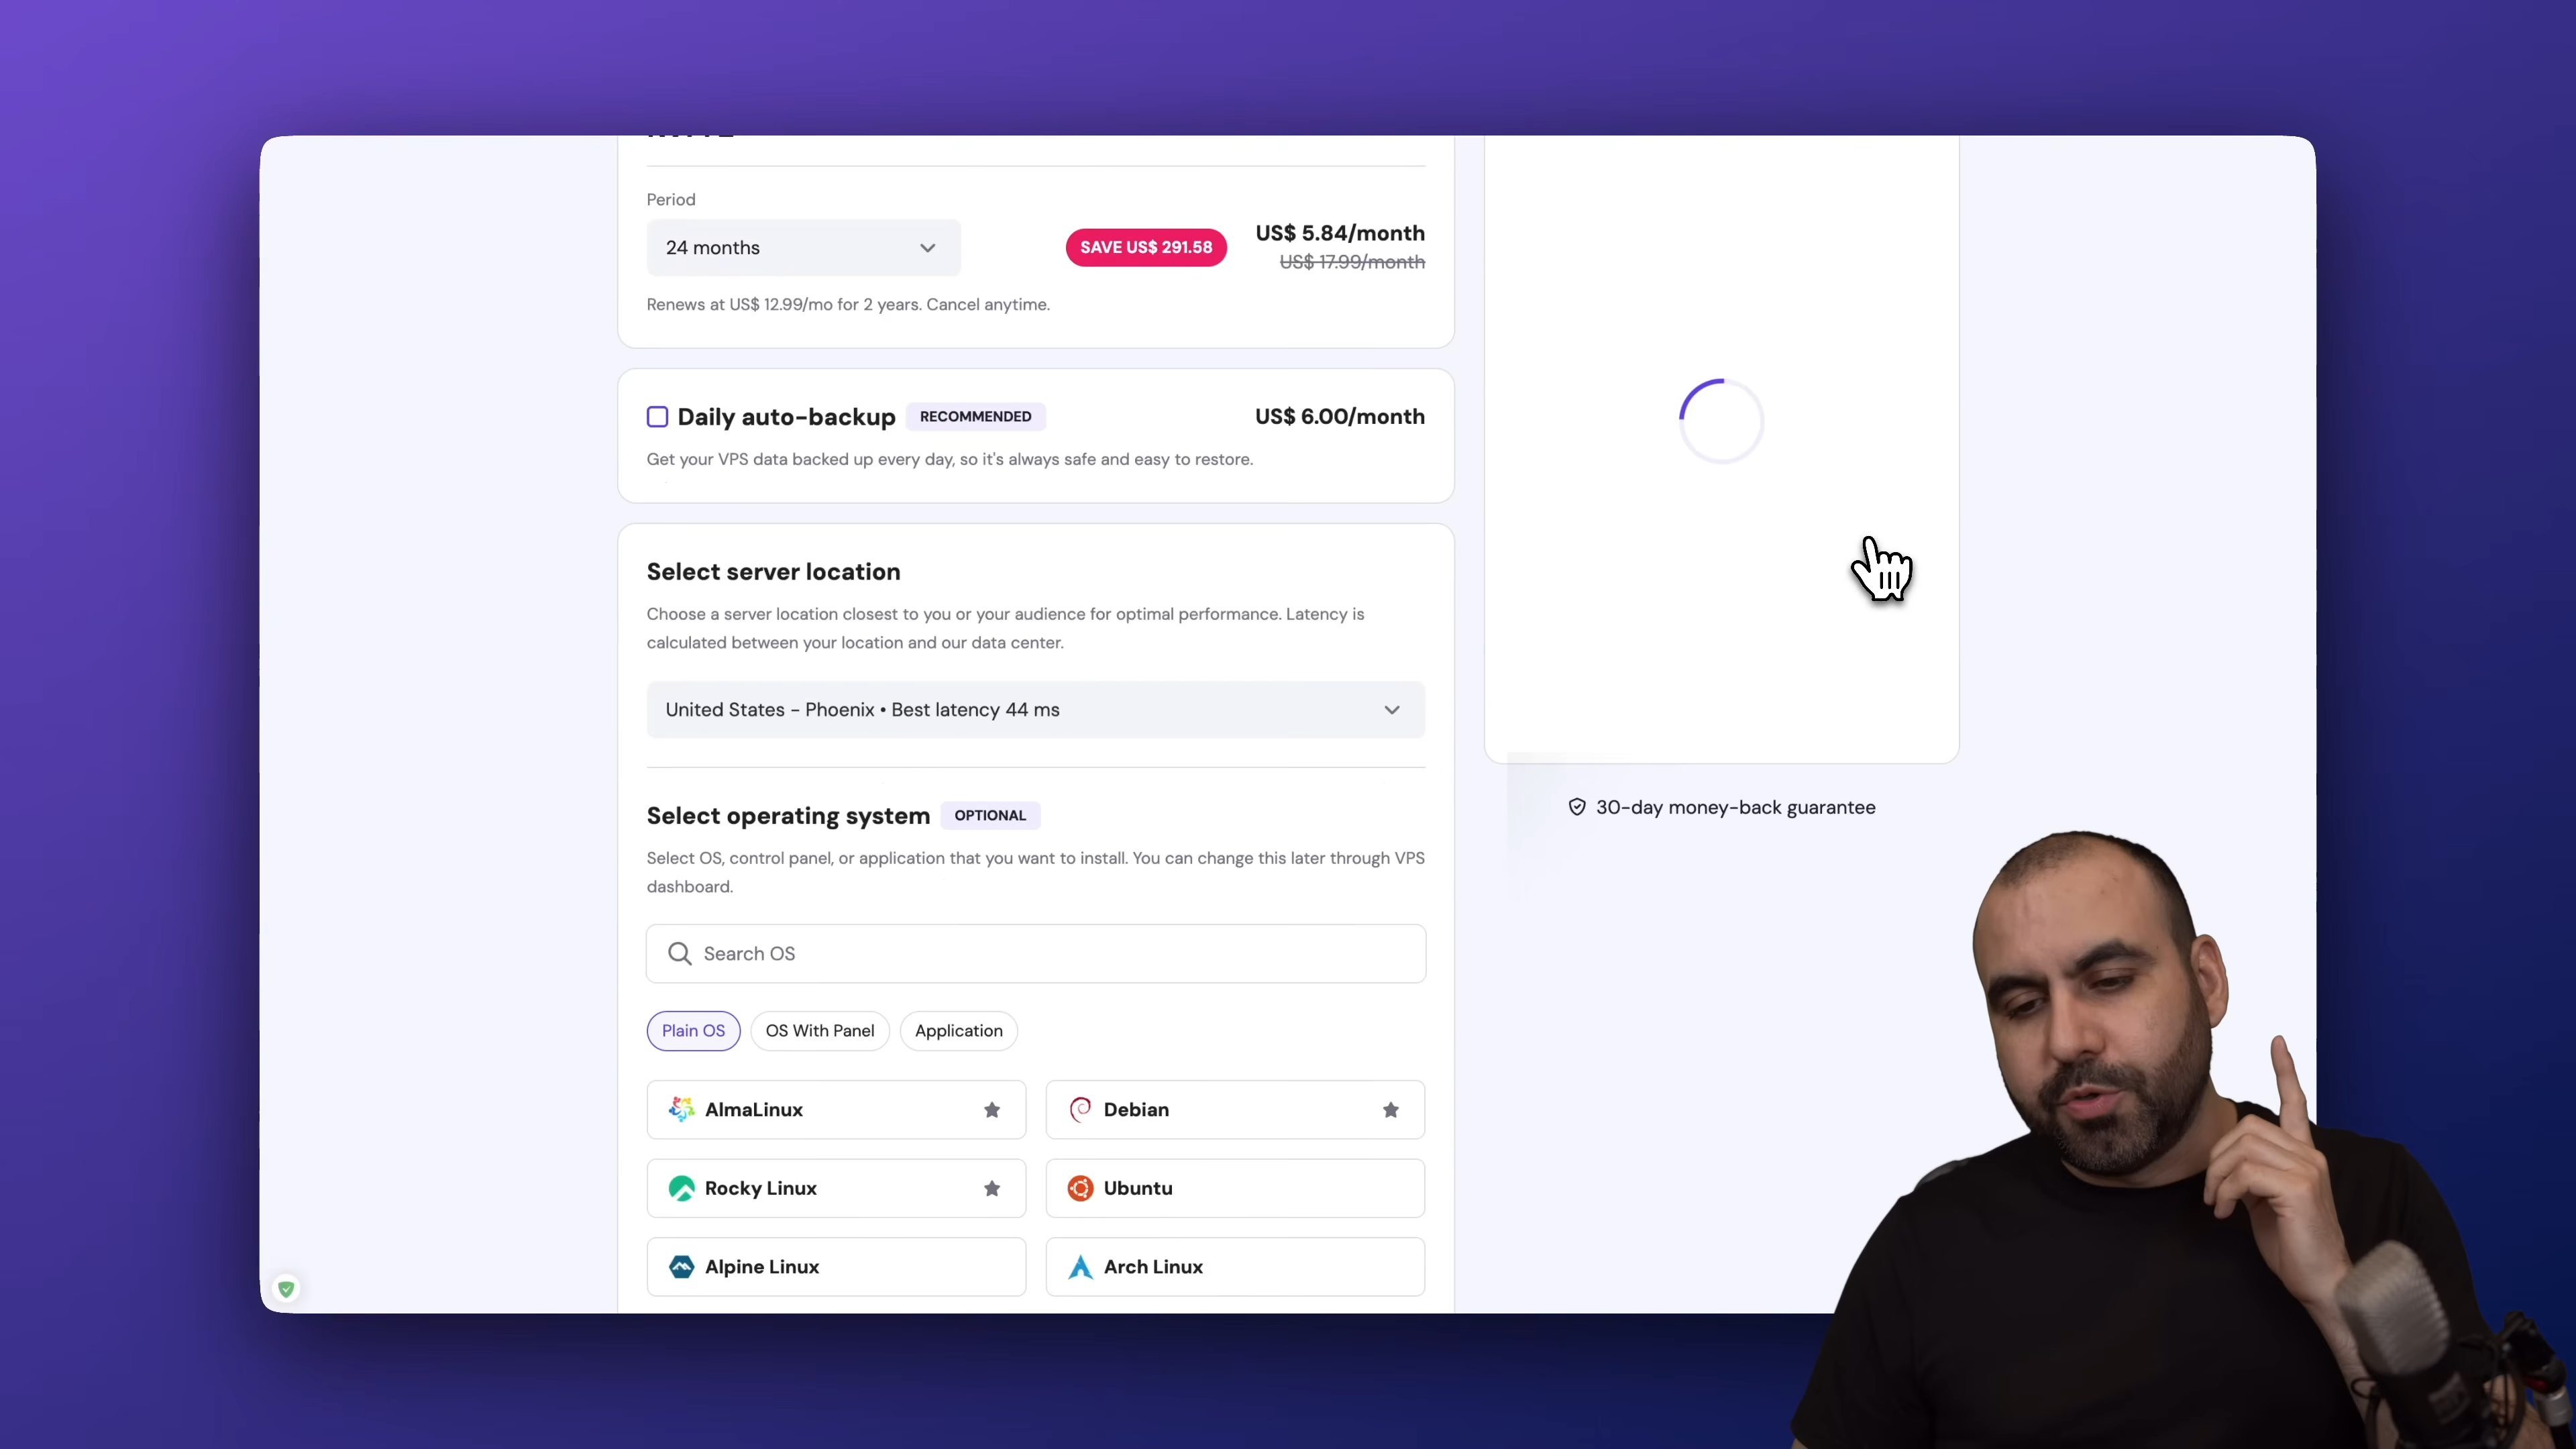 Period
24 months
SAVE US$ 291.58
US$ 5.84/month
US$ 17.99/month
Renews at US$ 12.99/mo for 2 years. Cancel anytime.
Daily auto-backup
RECOMMENDED
US$ 6.00/month
Get your VPS data backed up every day, so it's always safe and easy to restore.
Select server location
Choose a server location closest to you or your audience for optimal performance. Latency is
calculated between your location and our data center.
United States - Phoenix • Best latency 44 ms
Select operating system
OPTIONAL
Select OS, control panel, or application that you want to install. You can change this later through VPS
dashboard.
Search OS
Plain OS
OS With Panel
Application
AlmaLinux
Debian
Rocky Linux
Ubuntu
Alpine Linux
Arch Linux
30-day money-back guarantee